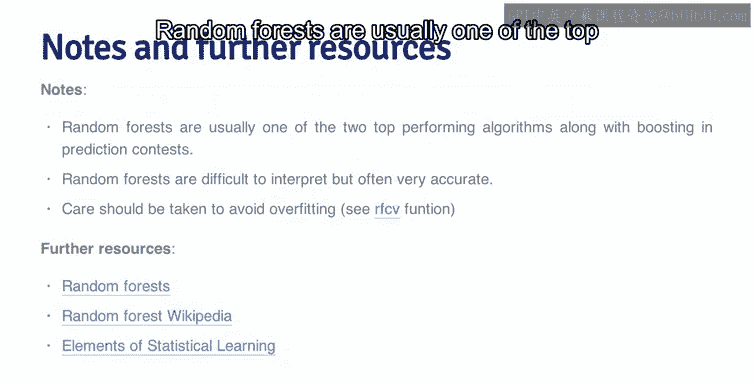 Random forests are usually one of the top
Notes and further resources
Notes:
· Random forests are usually one of the two top performing algorithms along with boosting in
prediction contests.
· Random forests are difficult to interpret but often very accurate.
· Care should be taken to avoid overfitting (see rfcv funtion)
Further resources:
· Random forests
· Random forest Wikipedia
· Elements of Statistical Learning